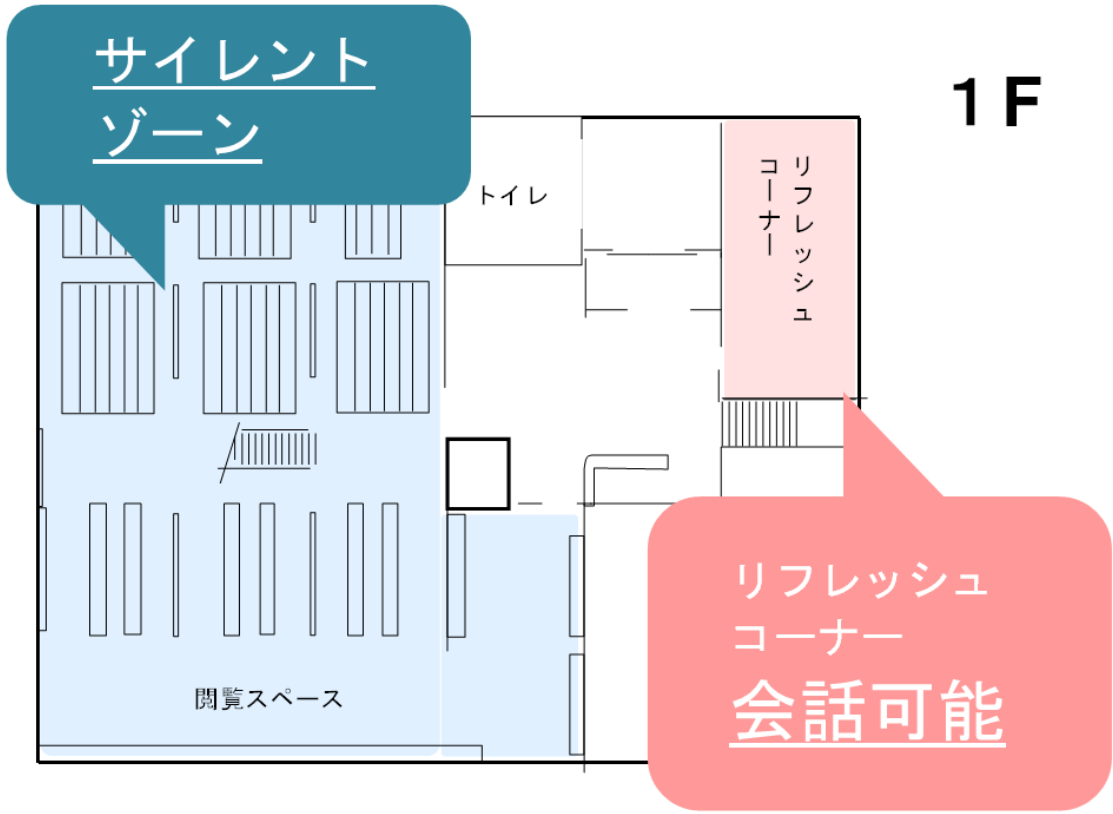 サイレント
ゾーン
１F
トイレ
リフレッシュ
コーナー
閲覧スペース
リフレッシュ
コーナー
会話可能